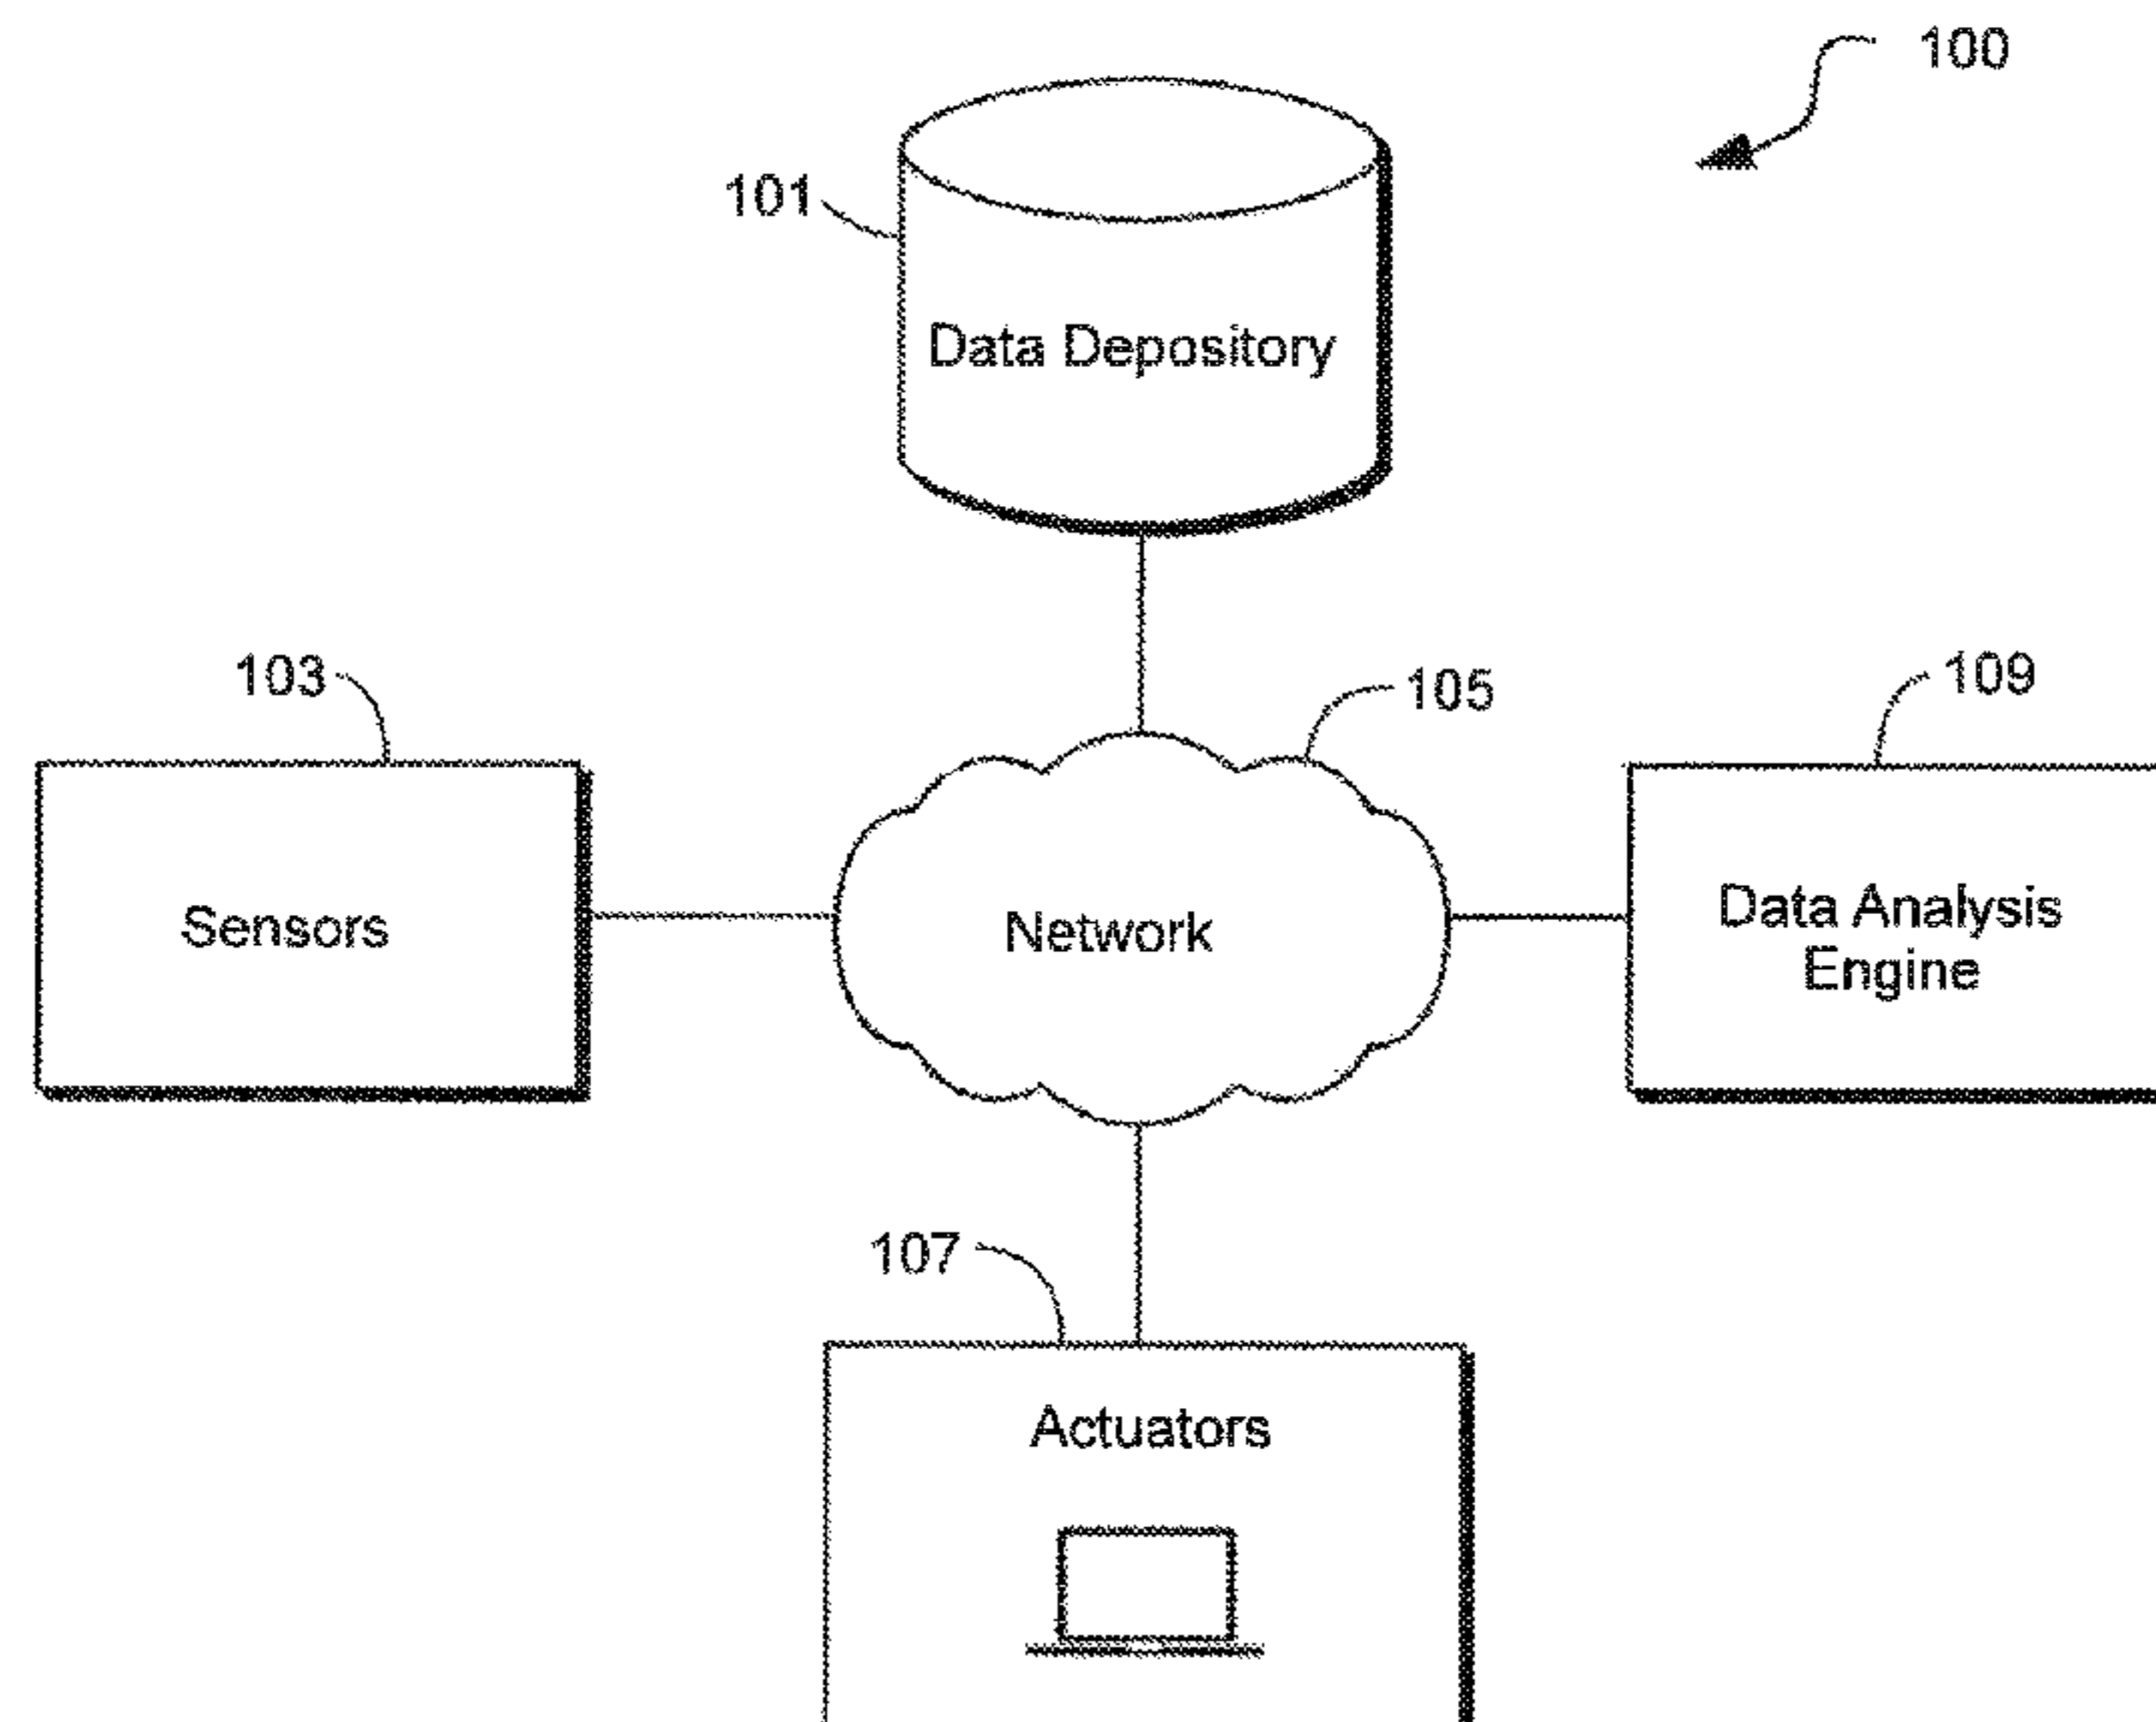 100
101
Data Depository
103
105
109
Sensors
Network
Data Analysis
Engine
107
Actuators